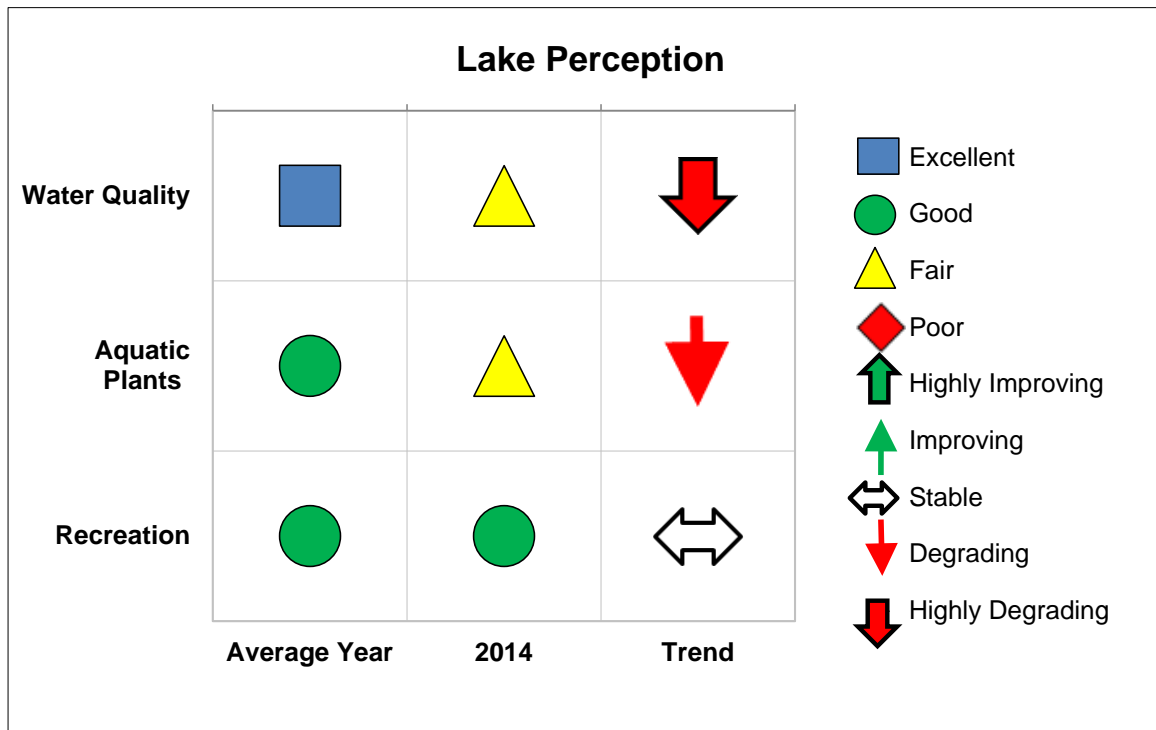 Lake Perception
Water Quality
Aquatic
Plants
Recreation
Average Year
2014
Trend
Excellent
Good
Fair
Poor
Highly Improving
Improving
Stable
Degrading
Highly Degrading